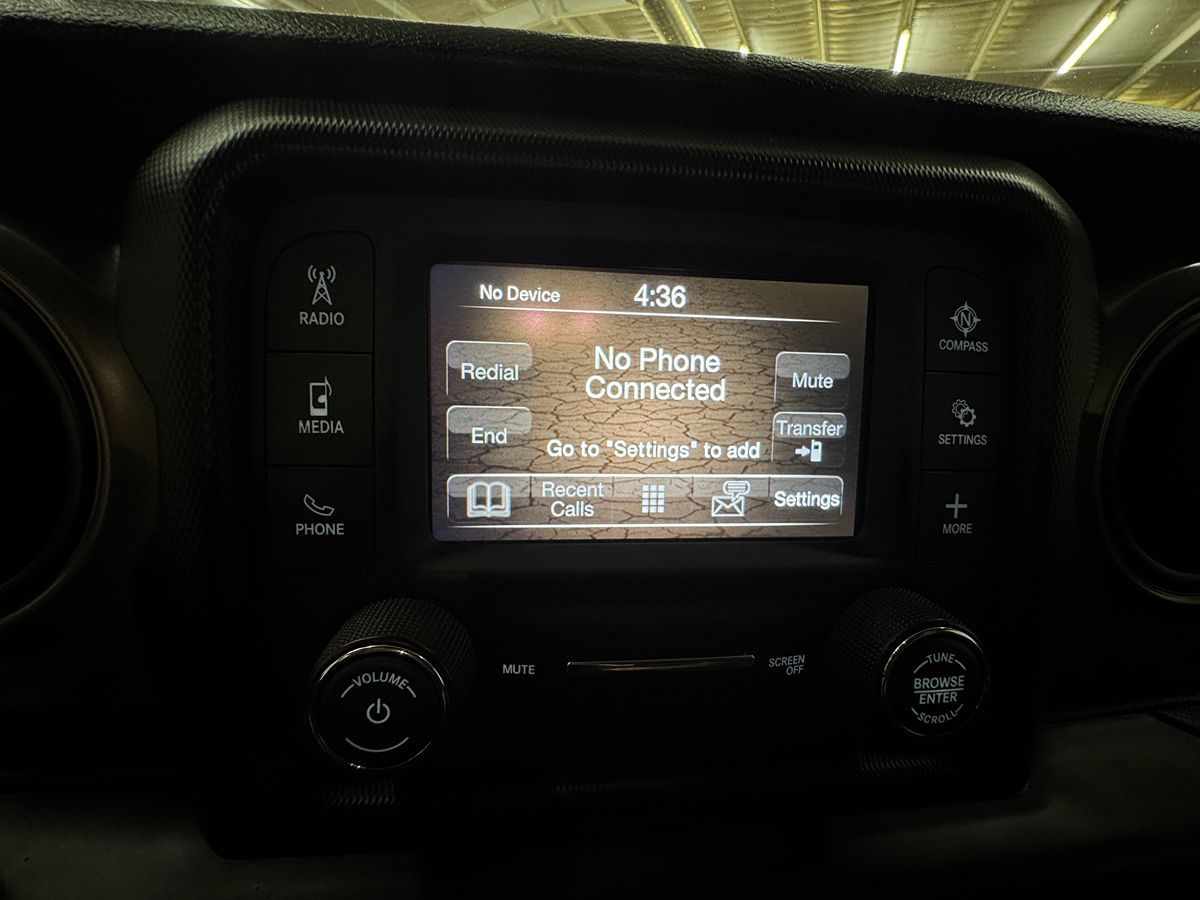 RADIO
MEDIA
PHONE
No Device
4:36
Redial
No Phone
Connected
Mute
End
Go to "Settings" to add
Transfer
Recent
Calls
Settings
N
COMPASS
SETTINGS
MORE
VOLUME
MUTE
SCREEN
OFF
TUNE
BROWSE
ENTER
SCROLL